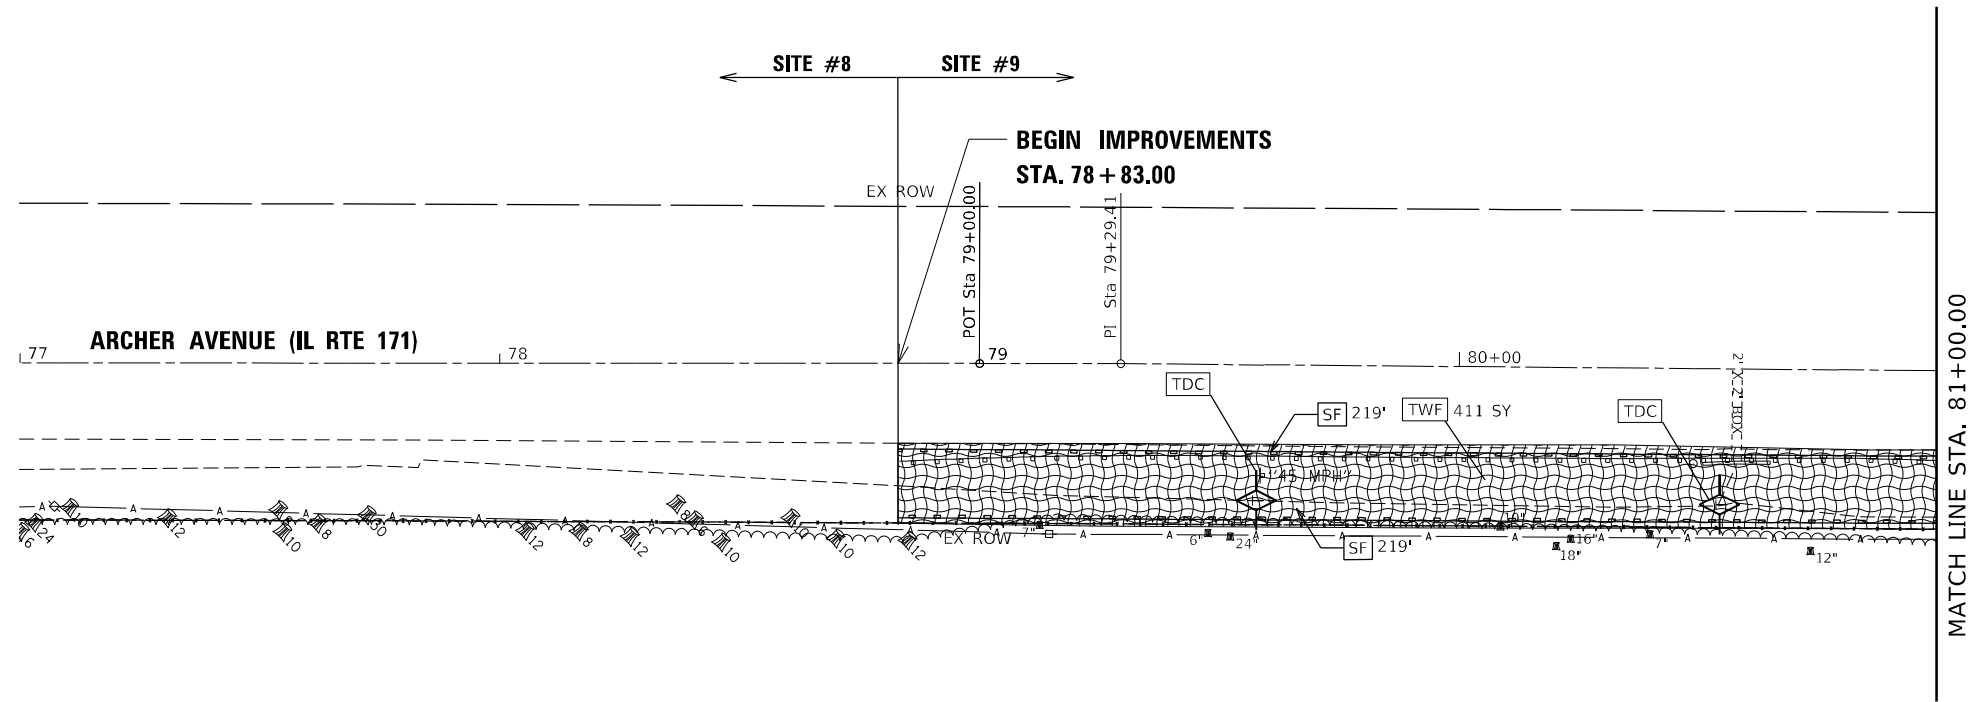 SITE #8
SITE #9
BEGIN IMPROVEMENTS
STA. 78+83.00
EX ROW
POT Sta 79+00.00
PI Sta 79+29.41
ARCHER AVENUE (IL RTE 171)
77
78
79
80+00
TDC
SF 219'
TWF 411 SY
TDC
"45 MPH"
A
A
A
A
A
A
A
A
A
EX ROW
7"
A
A
6"
24"
A
A
SF 219'
A
A
18"
16"
7"
A
A
A
12"
6
24
10
12
10
8
30
12
8
12
10
10
12
MATCH LINE STA. 81+00.00